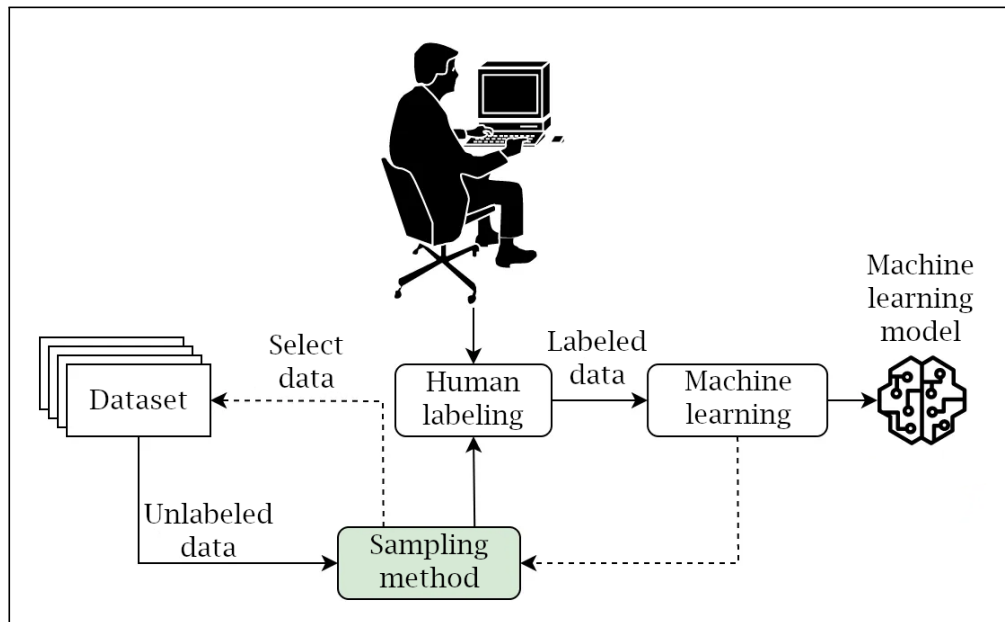 Machine
learning
model
Select
data
Labeled
data
Dataset
Human
labeling
Machine
learning
Unlabeled
data
Sampling
method